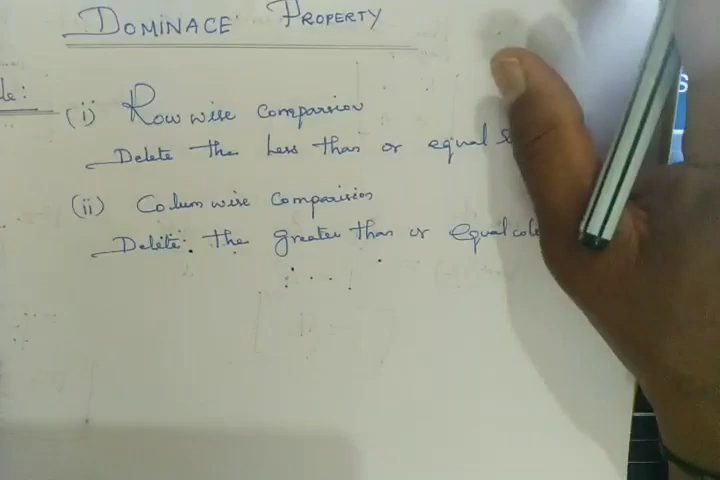 DOMINACE PROPERTY
(i) Row wise comparsion
Delete the Less than or equal
(ii) Colum wise comparision
Delete the greater than or Equal